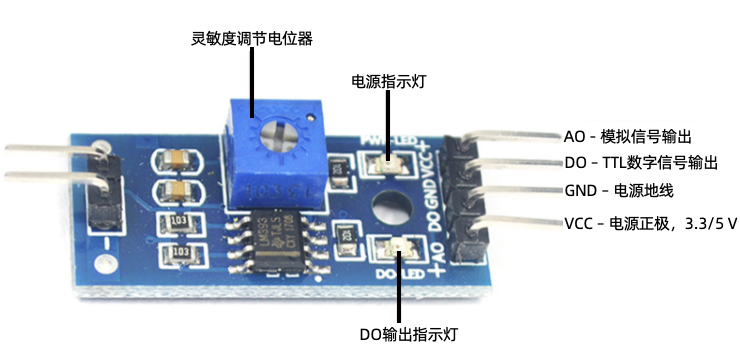 灵敏度调节电位器
电源指示灯
AO – 模拟信号输出
DO – TTL数字信号输出
GND – 电源地线
VCC – 电源正极，3.3/5 V
DO输出指示灯
VCC+
GND
DO
AO
DO-LED
103
103
LM393